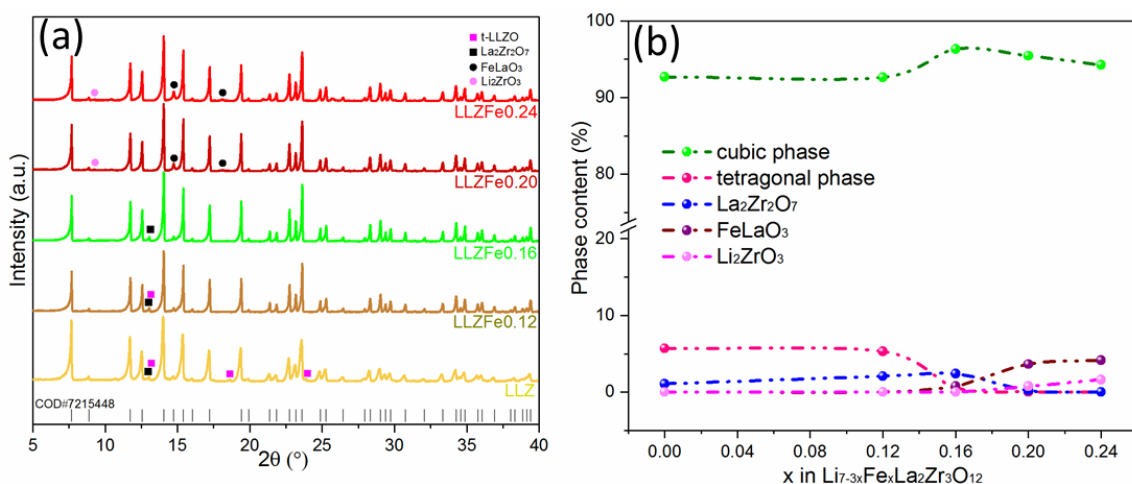 (a)
t-LLZO
La₂Zr₂O₇
FeLaO₃
Li₂ZrO₃
LLZFe0.24
LLZFe0.20
LLZFe0.16
LLZFe0.12
LLZ
COD#7215448
Intensity (a.u.)
5 10 15 20 25 30 35 40
2θ (°)
(b)
100
90
80
20
10
0
Phase content (%)
cubic phase
tetragonal phase
La₂Zr₂O₇
FeLaO₃
Li₂ZrO₃
0.00 0.04 0.08 0.12 0.16 0.20 0.24
x in Li₇₋₃ₓFeₓLa₂Zr₃O₁₂